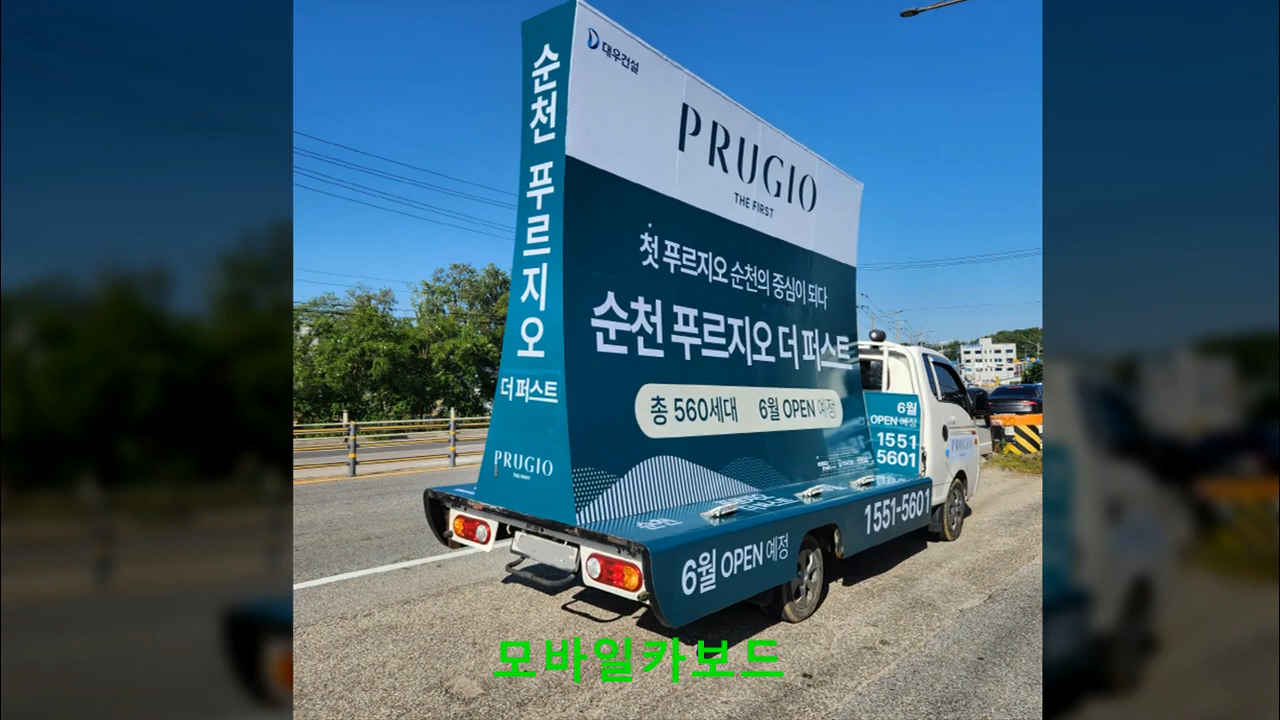 대우건설
PRUGIO
THE FIRST
첫 푸르지오 순천의 중심이 되다
순천 푸르지오 더 퍼스트
총 560세대 6월 OPEN 예정
순천 푸르지오
더 퍼스트
PRUGIO
THE FIRST
6월
OPEN 예정
1551
5601
PRUGIO
순천
6월 OPEN 예정
1551-5601
모바일카보드